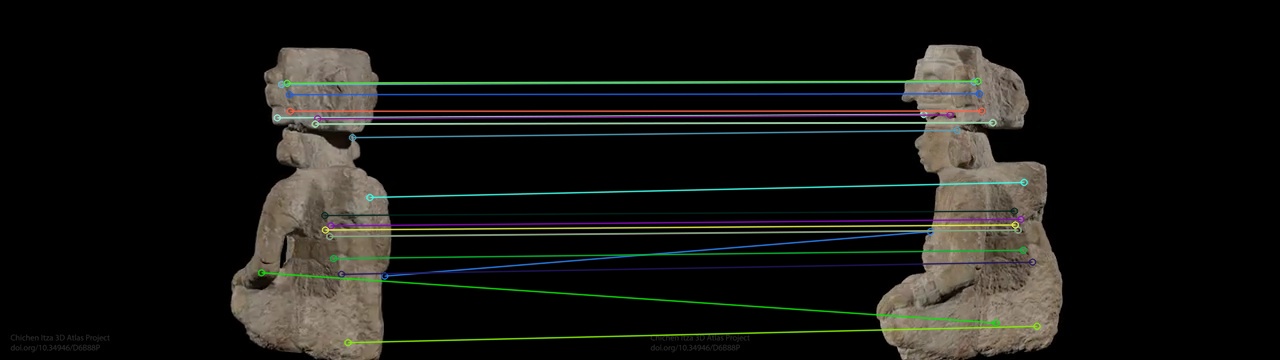 Chichen Itza 3D Atlas Project
doi.org/10.34946/D6B88P
Chichen Itza 3D Atlas Project
doi.org/10.34946/D6B88P